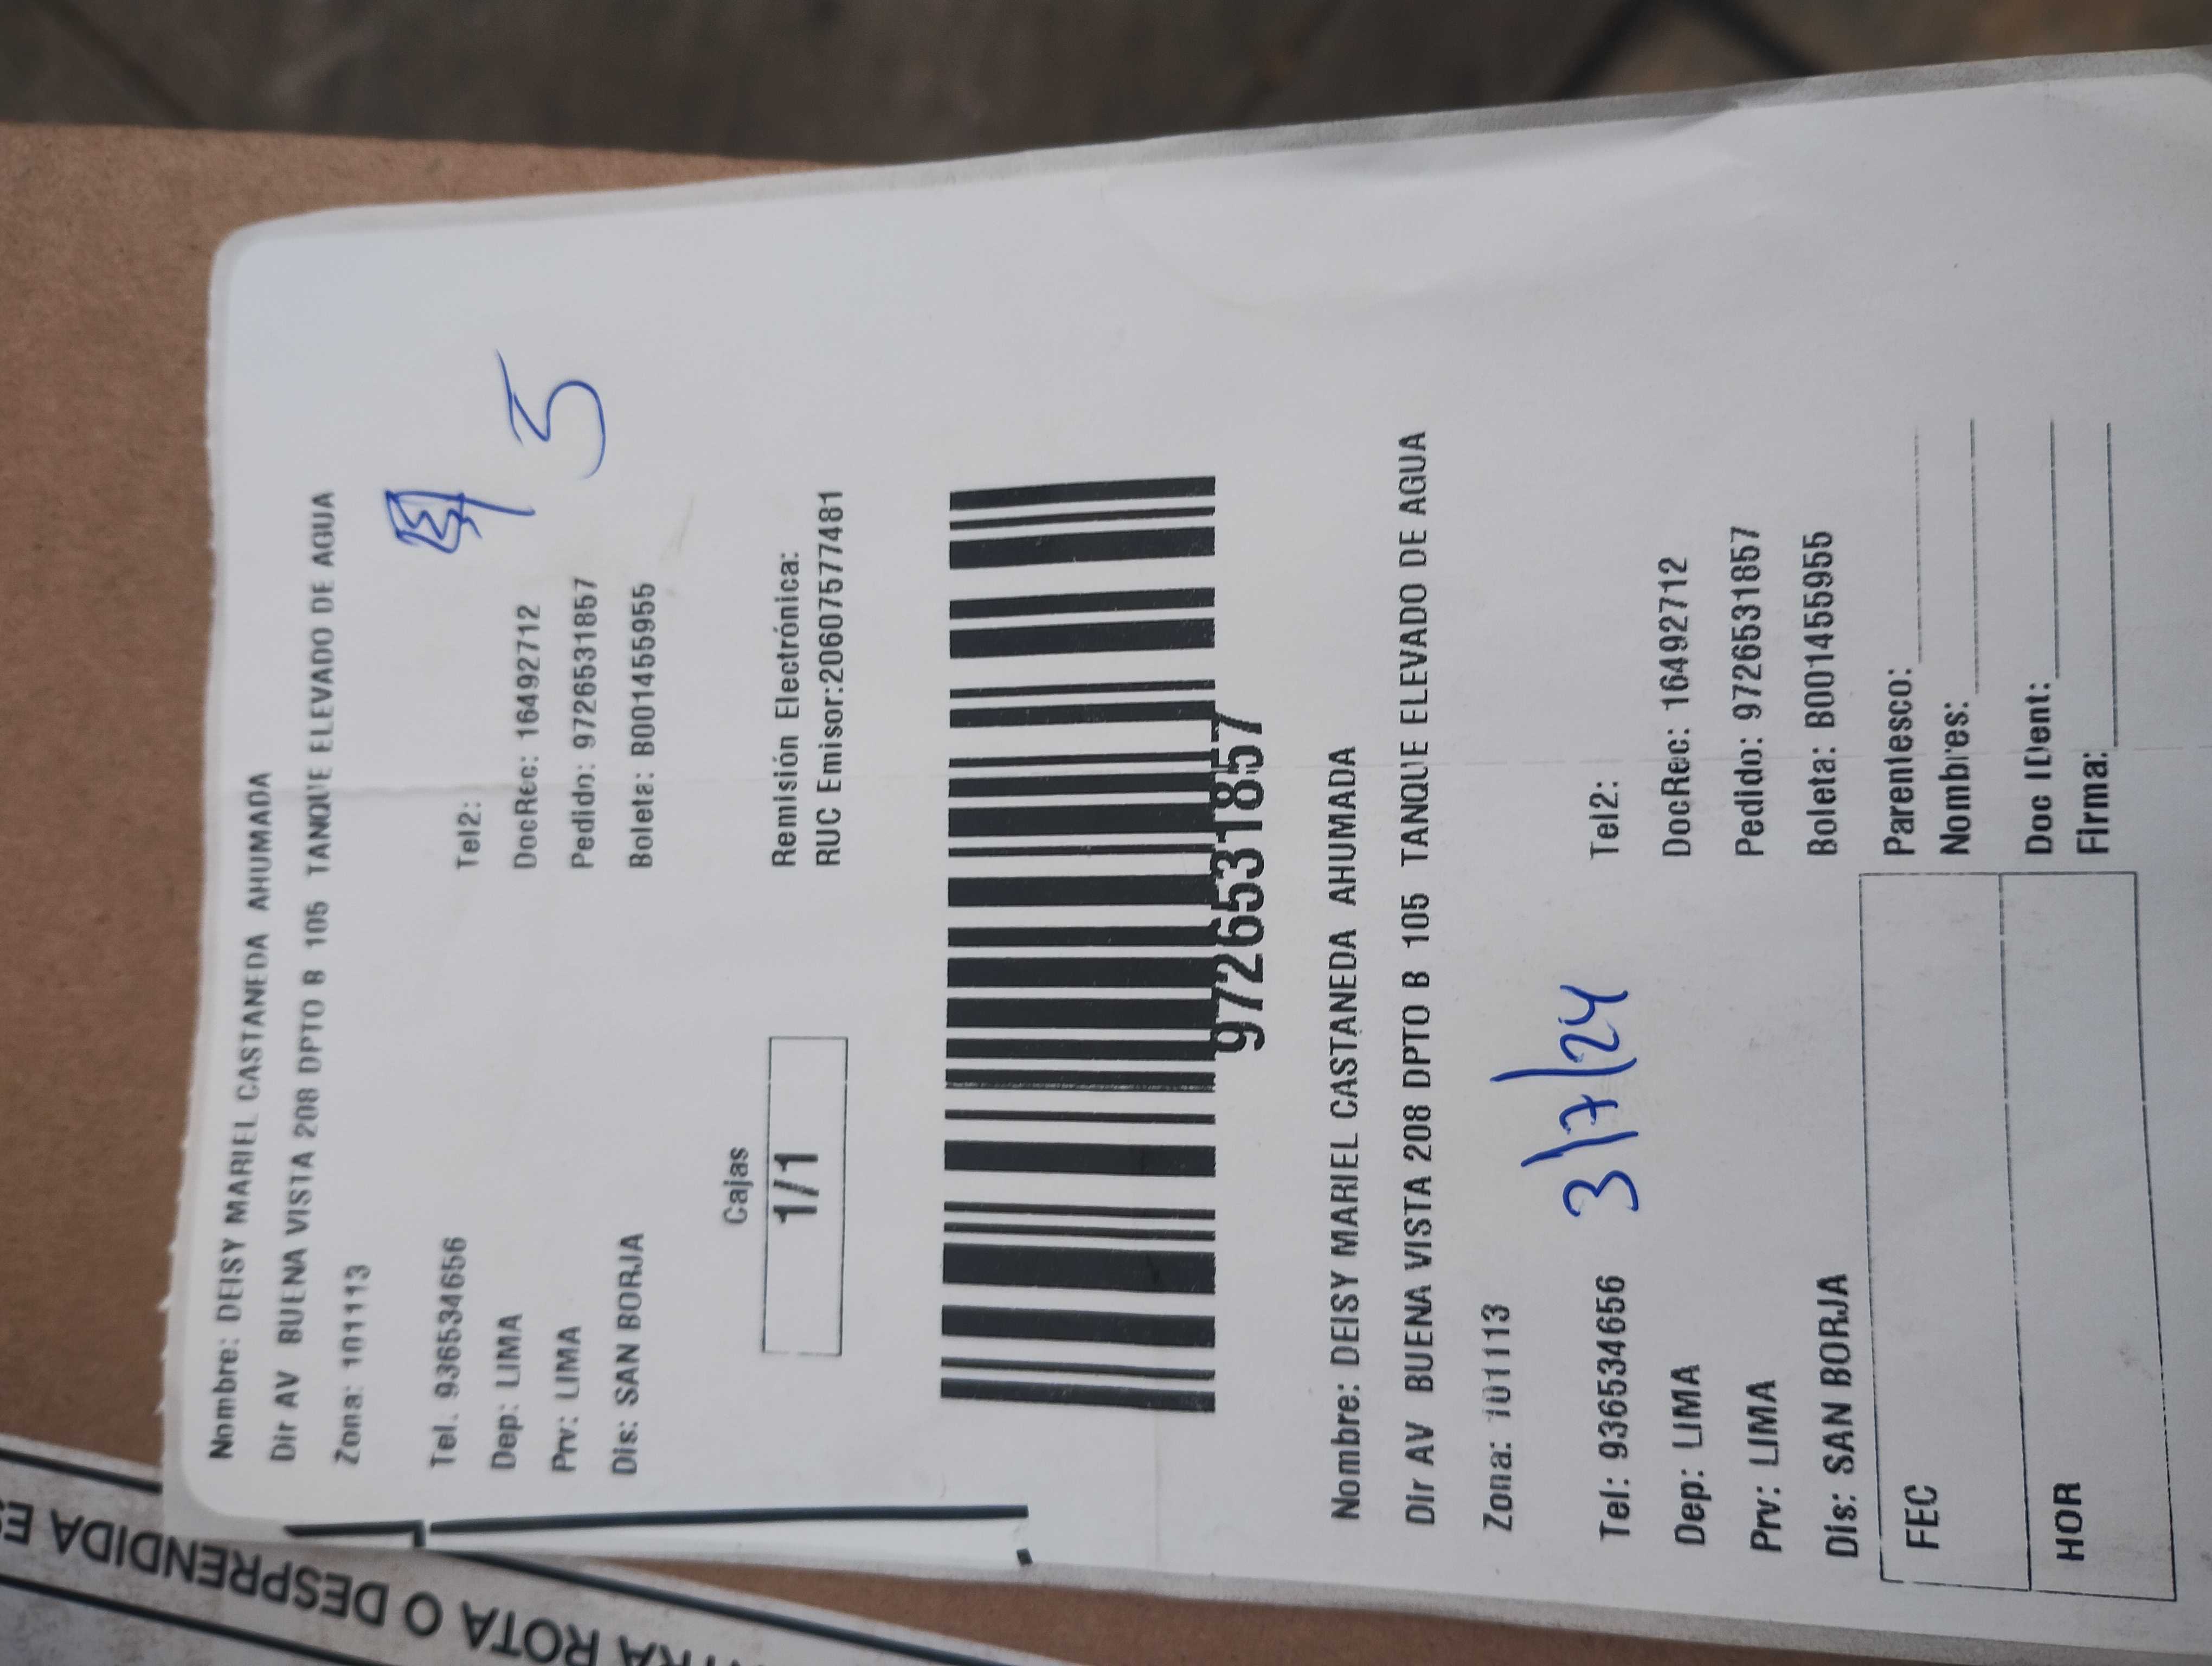 Nombre: DEISY MARIEL CASTANEDA AHUMADA
Dir AV BUENA VISTA 208 DPTO B 105 TANQUE ELEVADO DE AGUA
Zona: 101113
Tel. 936534656 Tel2:
Dep: LIMA DocRec: 16492712
Prv: LIMA Pedido: 972653 1857
Dis: SAN BORJA Boleta: B001455955
5
Cajas
1/1
Remisión Electrónica:
RUC Emisor:20607577481
9726531857
Nombre: DEISY MARIEL CASTANEDA AHUMADA
Dir AV BUENA VISTA 208 DPTO B 105 TANQUE ELEVADO DE AGUA
Zona: 101113
3/7/24
Tel: 936534656 Tel2:
Dep: LIMA DocRec: 16492712
Prv: LIMA Pedido: 9726531857
Dis: SAN BORJA Boleta: B001455955
FEC Parentesco:
Nombres:
HOR Doc IDent:
Firma:
ROTA O DESPRENDIDA